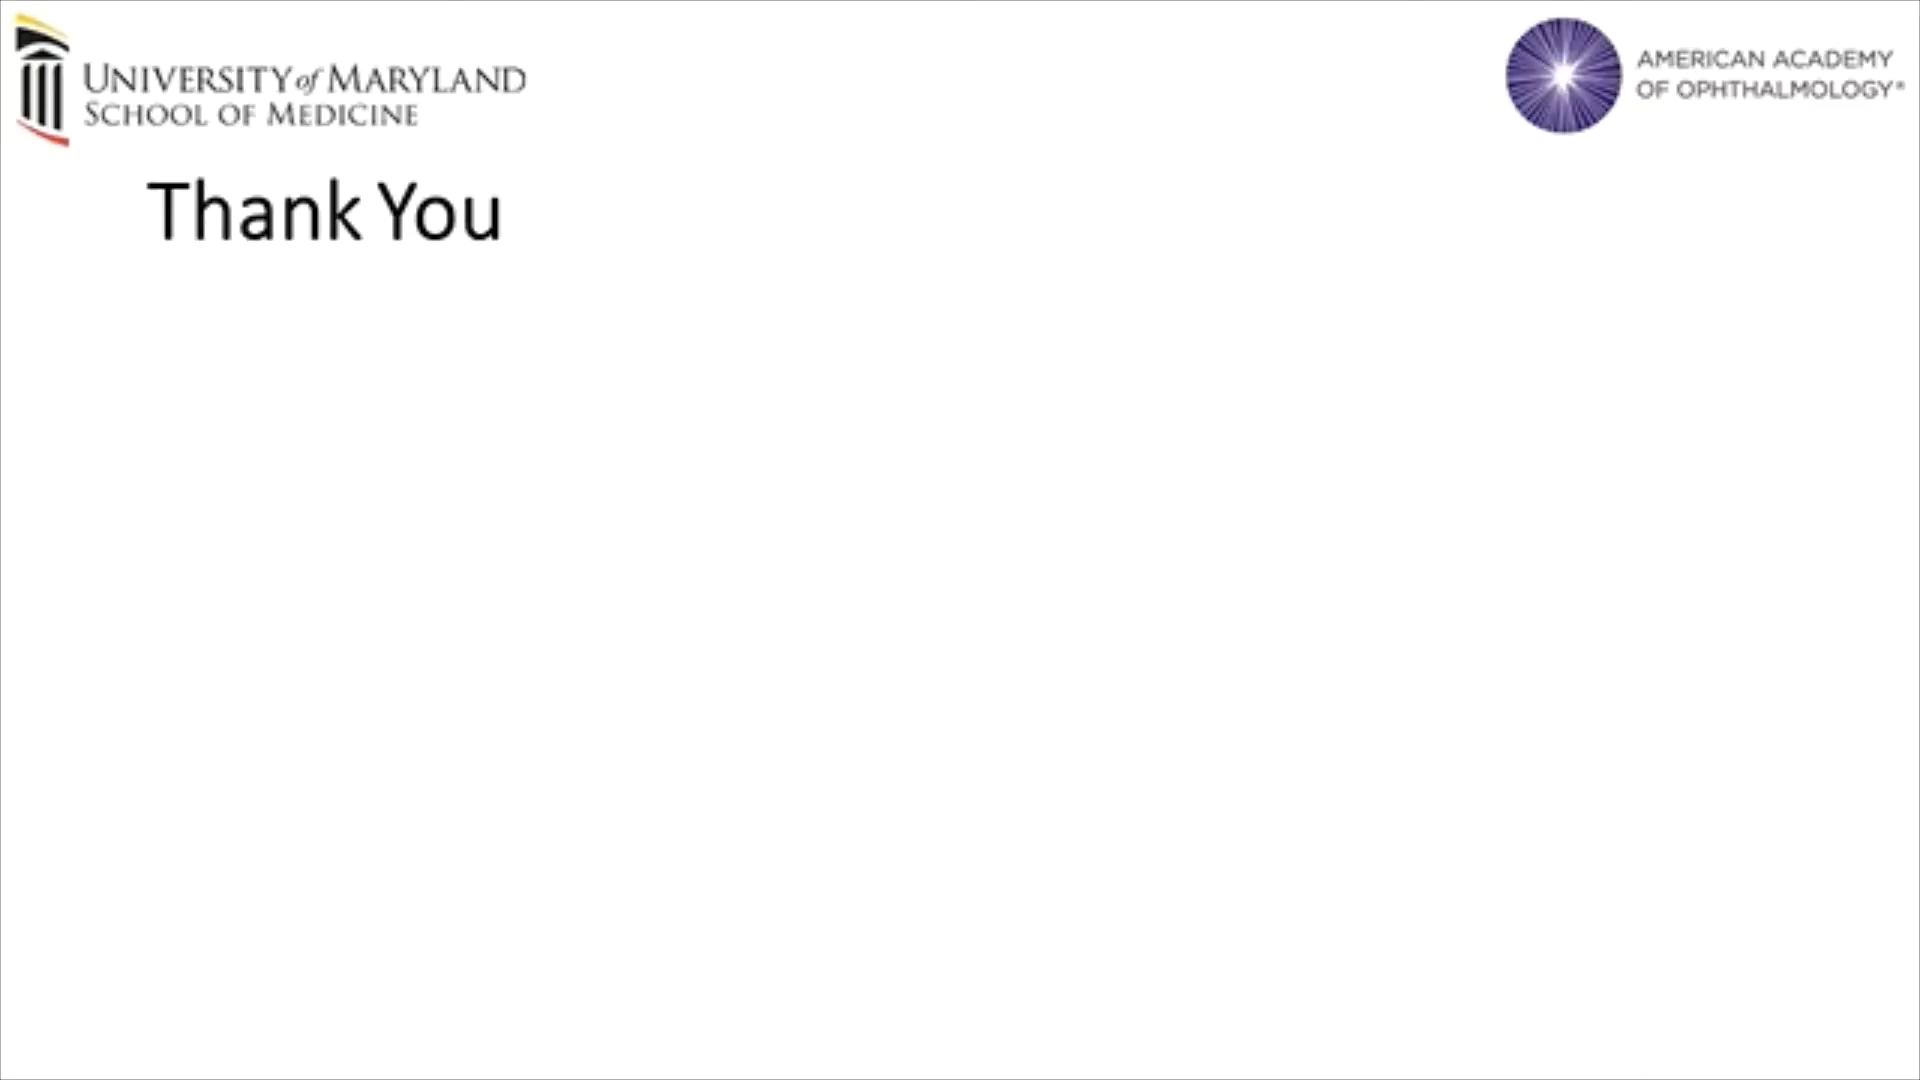 UNIVERSITY of MARYLAND
SCHOOL OF MEDICINE
AMERICAN ACADEMY
OF OPHTHALMOLOGY®
Thank You